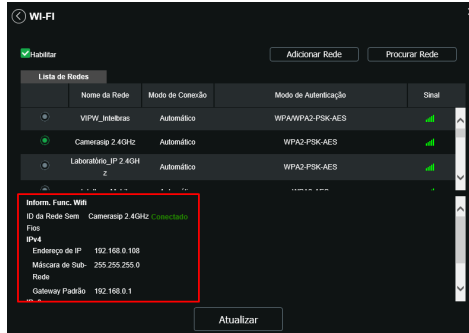 WI-FI
Habilitar
Adicionar Rede
Procurar Rede
Lista de Redes
Nome da Rede Modo de Conexão Modo de Autenticação Sinal
VIPW_Intelbras Automático WPA/WPA2-PSK-AES
Camerasip 2.4GHz Automático WPA2-PSK-AES
Laboratório_IP 2.4GH
z Automático WPA2-PSK-AES
Inform. Func. Wifi
ID da Rede Sem Camerasip 2.4GHz Conectado
Fios
IPv4
Endereço de IP 192.168.0.108
Máscara de Sub- 255.255.255.0
Rede
Gateway Padrão 192.168.0.1
Atualizar